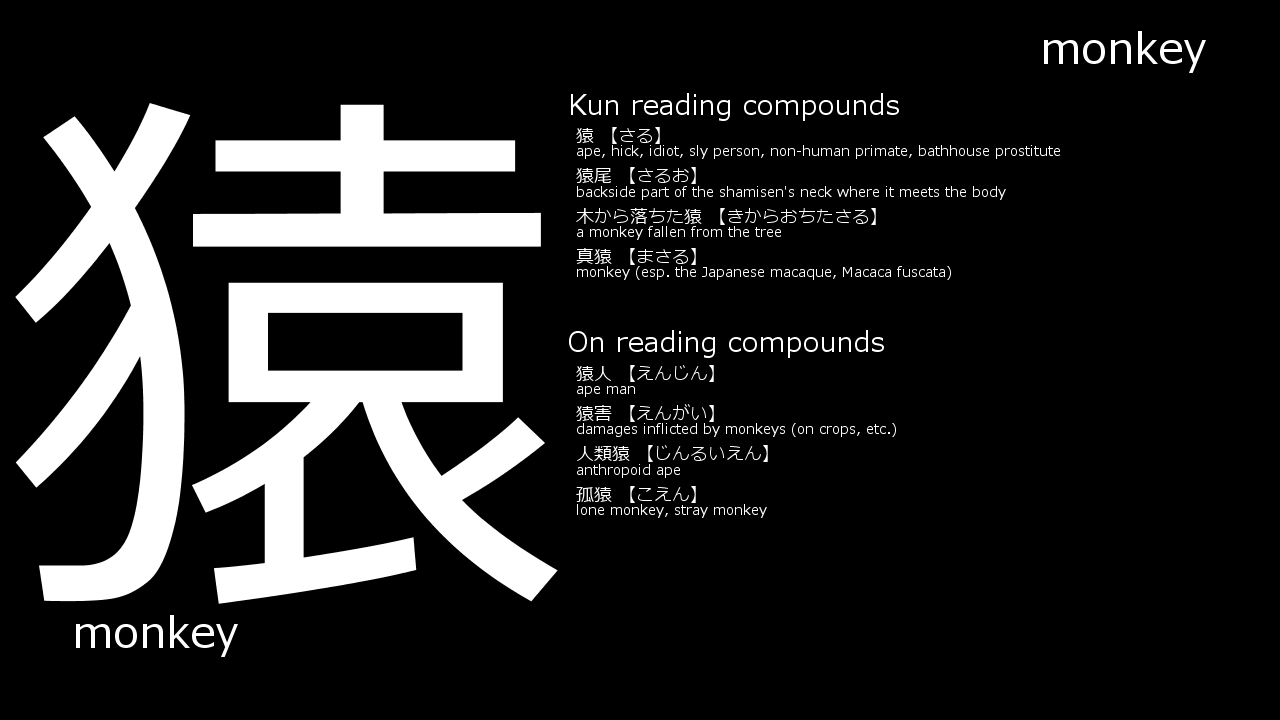 monkey
猿
monkey
Kun reading compounds
猿 【さる】
ape, hick, idiot, sly person, non-human primate, bathhouse prostitute
猿尾 【さるお】
backside part of the shamisen's neck where it meets the body
木から落ちた猿 【きからおちたさる】
a monkey fallen from the tree
真猿 【まさる】
monkey (esp. the Japanese macaque, Macaca fuscata)
On reading compounds
猿人 【えんじん】
ape man
猿害 【えんがい】
damages inflicted by monkeys (on crops, etc.)
人類猿 【じんるいえん】
anthropoid ape
孤猿 【こえん】
lone monkey, stray monkey